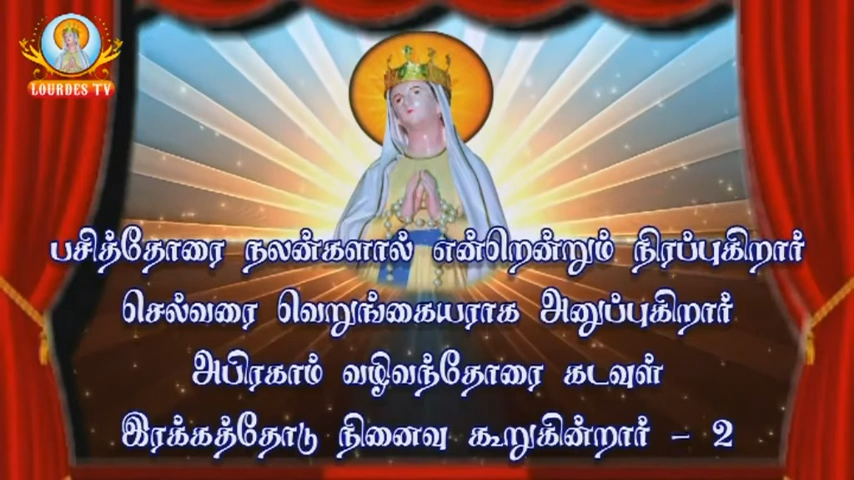 LOURDES TV
பசித்தோரை நலன்களால் என்றென்றும் நிரப்புகிறார்
செல்வரை வெறுங்கையராக அனுப்புகிறார்
அபிரகாம் வழிவந்தோரை கடவுள்
இரக்கத்தோடு நினைவு கூறுகின்றார் - 2